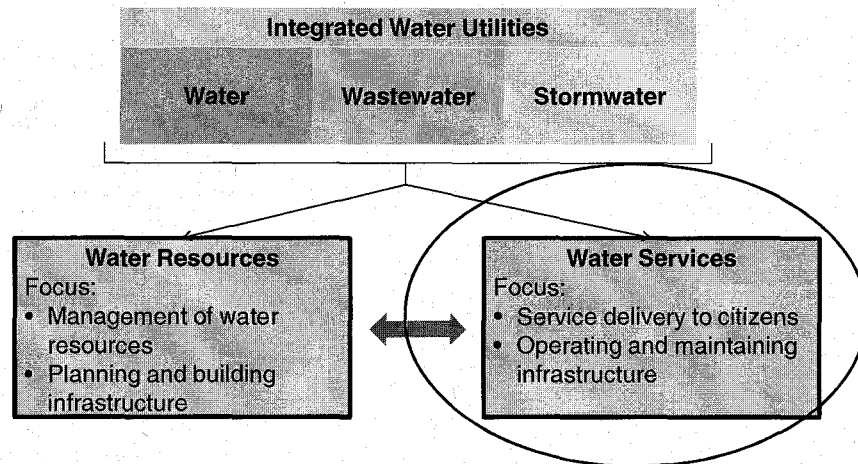 Integrated Water Utilities
Water Wastewater Stormwater
Water Resources
Focus:
• Management of water
resources
• Planning and building
infrastructure
Water Services
Focus:
• Service delivery to citizens
• Operating and maintaining
infrastructure